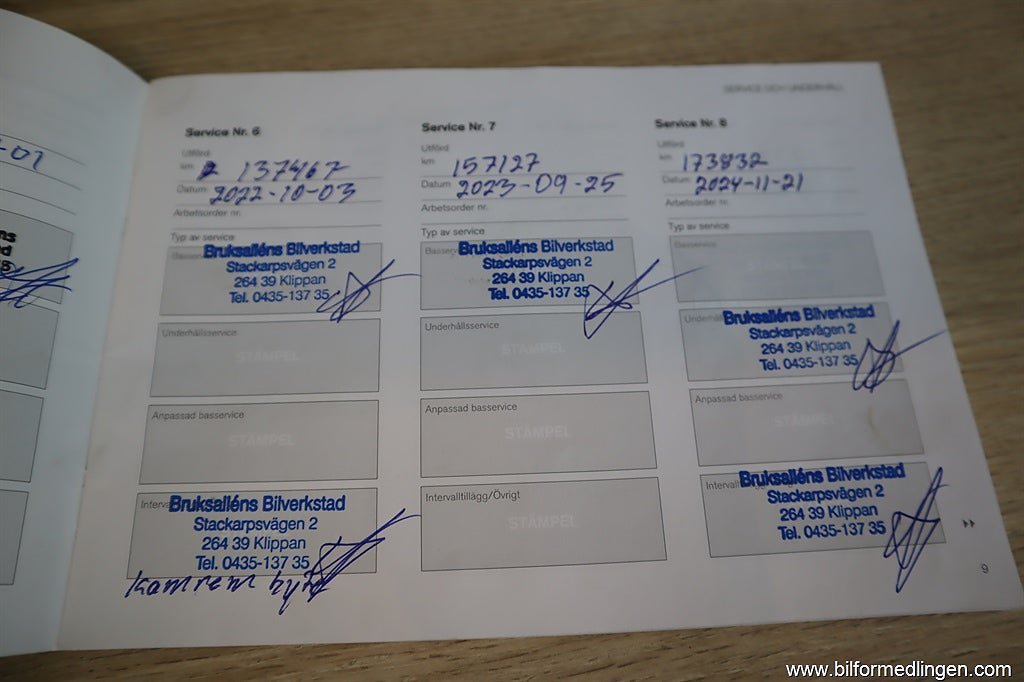 -07
SERVICE OCH UNDERHÅLL
Service Nr. 6
Utförd
km 137467
Datum 2022-10-03
Arbetsorder nr.
Typ av service
Basser
Bruksalléns Bilverkstad
Stackarpsvägen 2
264 39 Klippan
Tel. 0435-137 35
Underhållsservice
STÄMPEL
Anpassad basservice
STÄMPEL
Interva
Bruksalléns Bilverkstad
Stackarpsvägen 2
264 39 Klippan
Tel. 0435-137 35
Kamrem bytt
Service Nr. 7
Utförd
km 157127
Datum 2023-09-25
Arbetsorder nr.
Typ av service
Basserv
Bruksalléns Bilverkstad
Stackarpsvägen 2
264 39 Klippan
Tel. 0435-137 35
Underhållsservice
STÄMPEL
Anpassad basservice
STÄMPEL
Intervalltillägg/Övrigt
STÄMPEL
Service Nr. 8
Utförd
km 173832
Datum 2024-11-21
Arbetsorder nr.
Typ av service
Basservice
Underhål
Bruksalléns Bilverkstad
Stackarpsvägen 2
264 39 Klippan
Tel. 0435-137 35
Anpassad basservice
STÄMPEL
Intervall
Bruksalléns Bilverkstad
Stackarpsvägen 2
264 39 Klippan
Tel. 0435-137 35
9
www.bilformedlingen.com